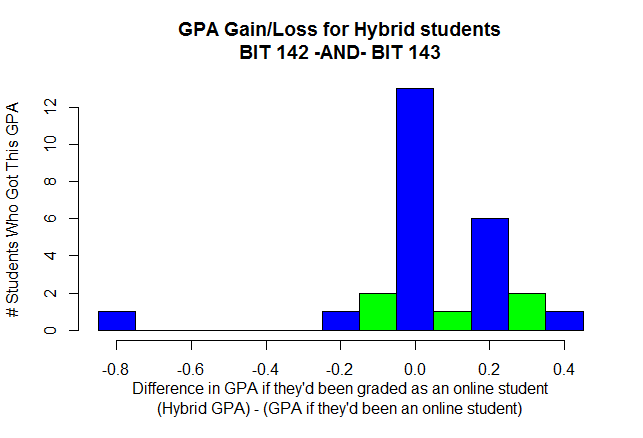 GPA Gain/Loss for Hybrid students
BIT 142 -AND- BIT 143
# Students Who Got This GPA
12
10
8
6
4
2
0
-0.8 -0.6 -0.4 -0.2 0.0 0.2 0.4
Difference in GPA if they'd been graded as an online student
(Hybrid GPA) - (GPA if they'd been an online student)